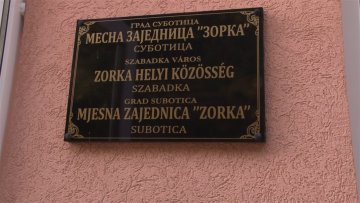 ГРАД СУБОТИЦА
МЕСНА ЗАЈЕДНИЦА "ЗОРКА"
СУБОТИЦА
SZABADKA VÁROS
ZORKA HELYI KÖZÖSSÉG
SZABADKA
GRAD SUBOTICA
MJESNA ZAJEDNICA "ZORKA"
SUBOTICA